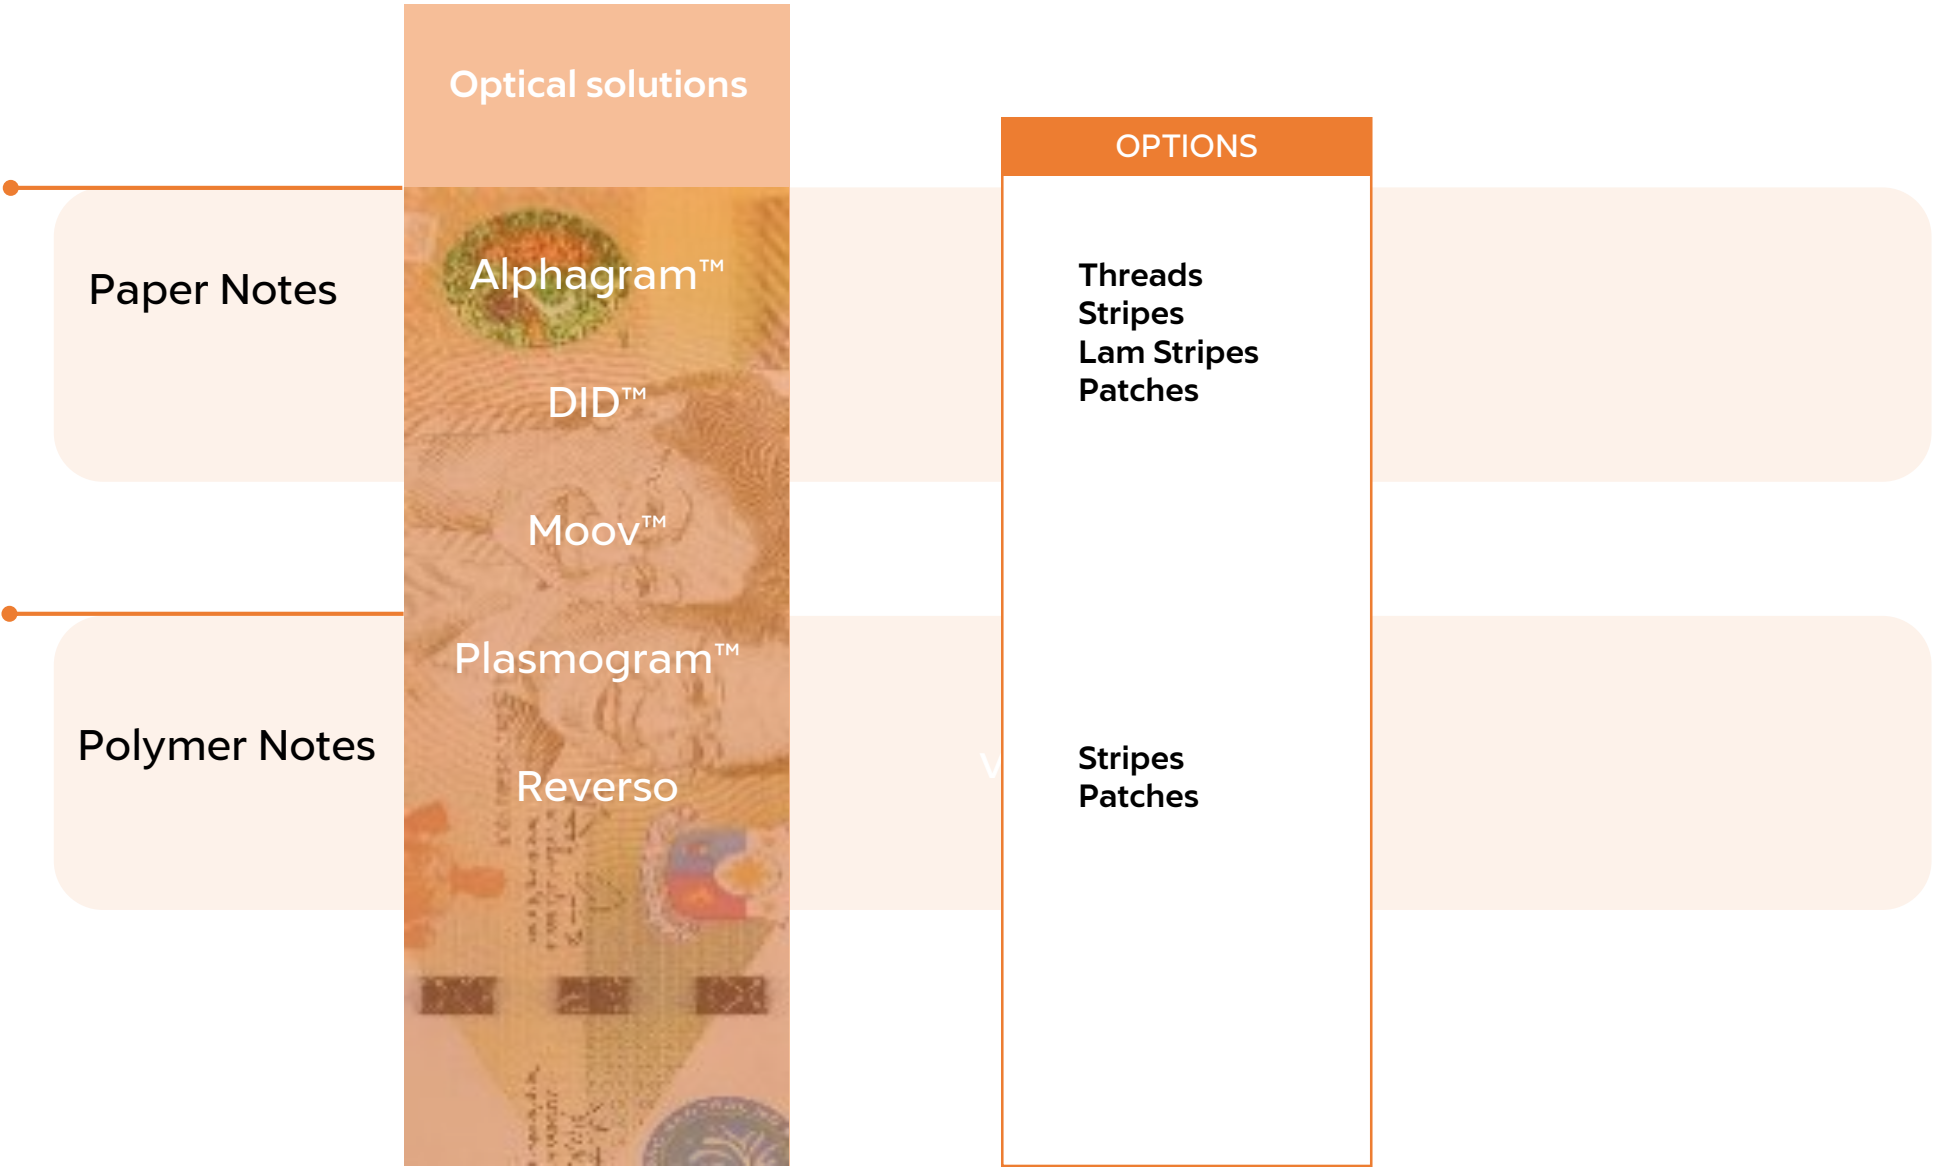 Optical solutions
OPTIONS
Paper Notes
Alphagram™
DID™
Moov™
Plasmogram™
Reverso
Threads
Stripes
Lam Stripes
Patches
Polymer Notes
Stripes
Patches